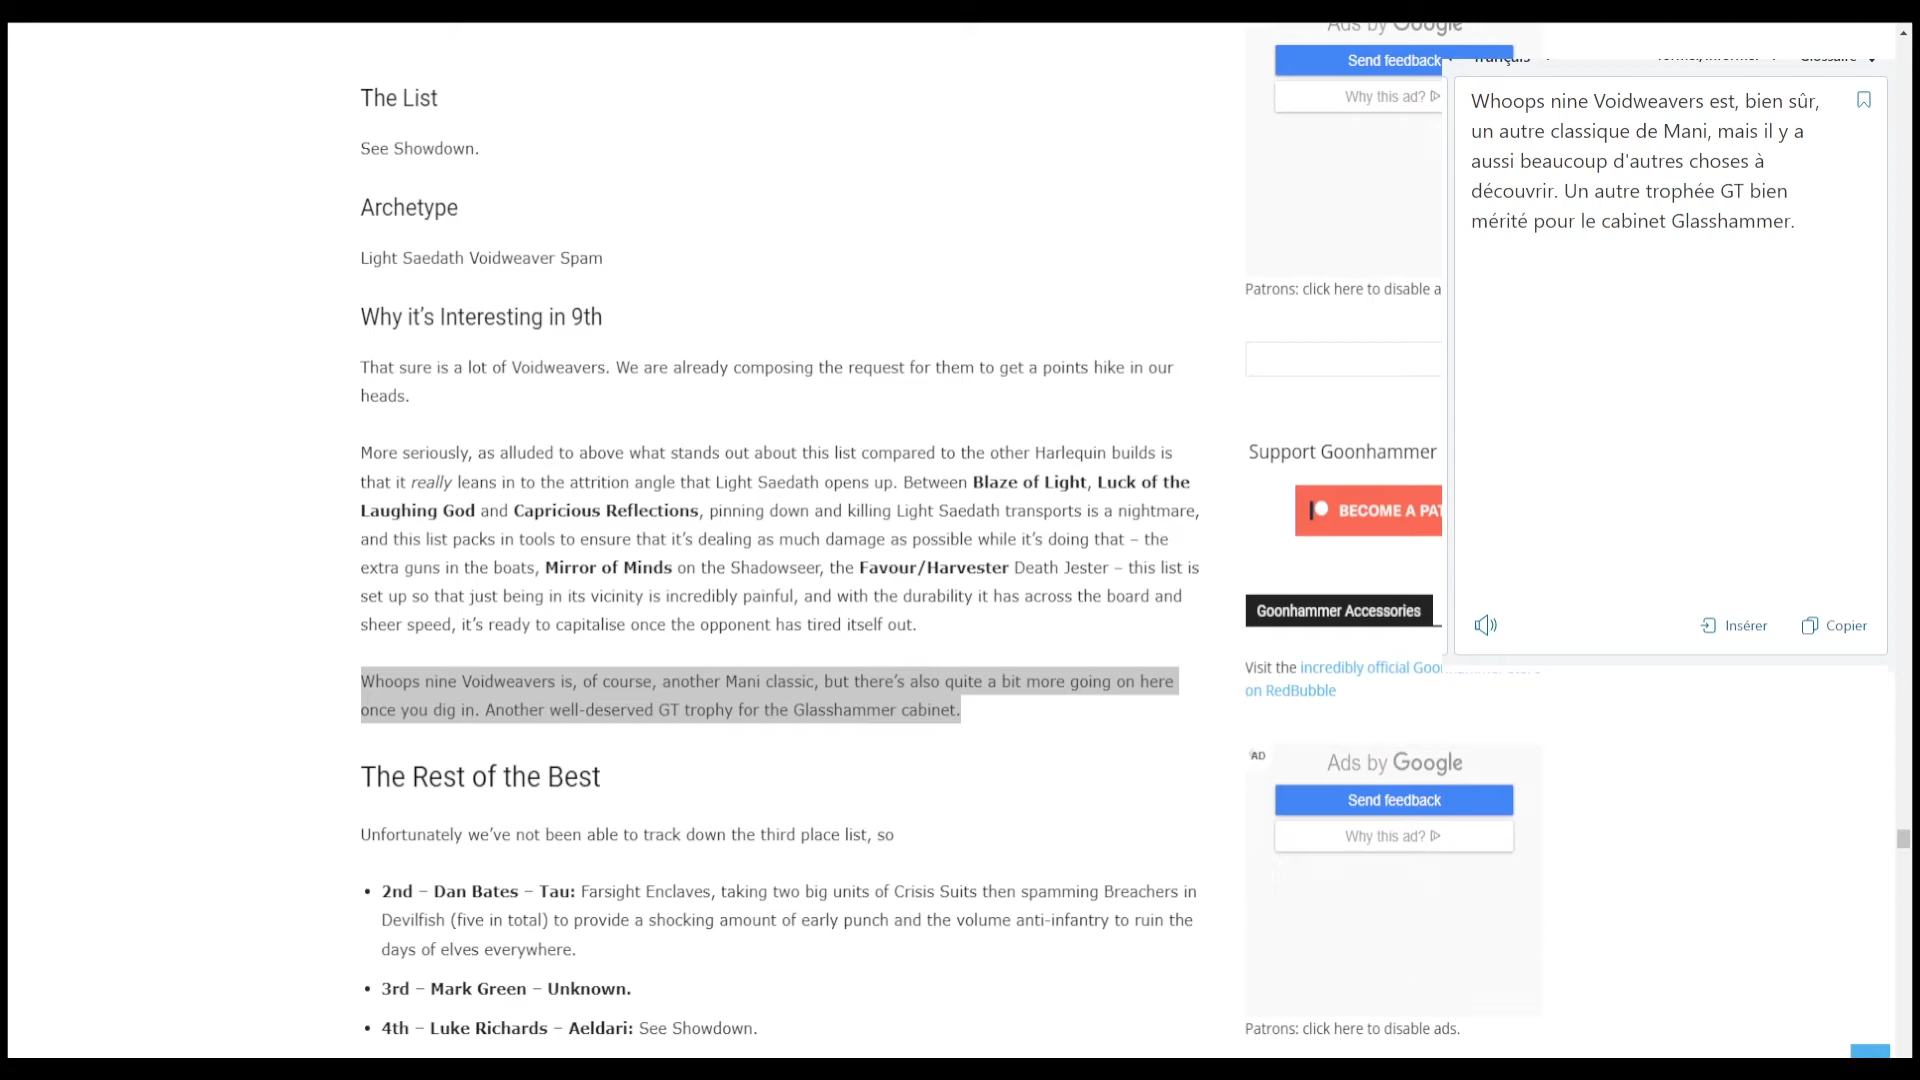 The List
See Showdown.
Archetype
Light Saedath Voidweaver Spam
Why it’s Interesting in 9th
That sure is a lot of Voidweavers. We are already composing the request for them to get a points hike in our
heads.
More seriously, as alluded to above what stands out about this list compared to the other Harlequin builds is
that it really leans in to the attrition angle that Light Saedath opens up. Between Blaze of Light, Luck of the
Laughing God and Capricious Reflections, pinning down and killing Light Saedath transports is a nightmare,
and this list packs in tools to ensure that it’s dealing as much damage as possible while it’s doing that – the
extra guns in the boats, Mirror of Minds on the Shadowseer, the Favour/Harvester Death Jester – this list is
set up so that just being in its vicinity is incredibly painful, and with the durability it has across the board and
sheer speed, it’s ready to capitalise once the opponent has tired itself out.
Whoops nine Voidweavers is, of course, another Mani classic, but there’s also quite a bit more going on here
once you dig in. Another well-deserved GT trophy for the Glasshammer cabinet.
The Rest of the Best
Unfortunately we’ve not been able to track down the third place list, so
• 2nd – Dan Bates – Tau: Farsight Enclaves, taking two big units of Crisis Suits then spamming Breachers in
Devilfish (five in total) to provide a shocking amount of early punch and the volume anti-infantry to ruin the
days of elves everywhere.
• 3rd – Mark Green – Unknown.
• 4th – Luke Richards – Aeldari: See Showdown.
Ads by Google
Send feedback
Why this ad?
Patrons: click here to disable a
Support Goonhammer
BECOME A PAT
Goonhammer Accessories
Visit the incredibly official
on RedBubble
AD
Ads by Google
Send feedback
Why this ad?
Patrons: click here to disable ads.
français
Glossaire
Whoops nine Voidweavers est, bien sûr,
un autre classique de Mani, mais il y a
aussi beaucoup d'autres choses à
découvrir. Un autre trophée GT bien
mérité pour le cabinet Glasshammer.
Insérer
Copier